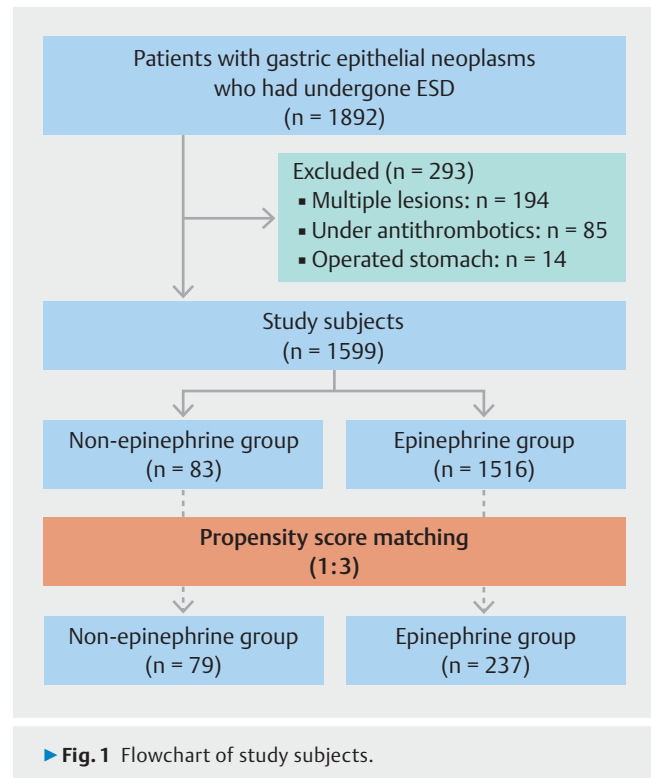 Patients with gastric epithelial neoplasms
who had undergone ESD
(n = 1892)
Excluded (n = 293)
▪ Multiple lesions: n = 194
▪ Under antithrombotics: n = 85
▪ Operated stomach: n = 14
Study subjects
(n = 1599)
Non-epinephrine group
(n = 83)
Epinephrine group
(n = 1516)
Propensity score matching
(1:3)
Non-epinephrine group
(n = 79)
Epinephrine group
(n = 237)
▶ Fig. 1 Flowchart of study subjects.